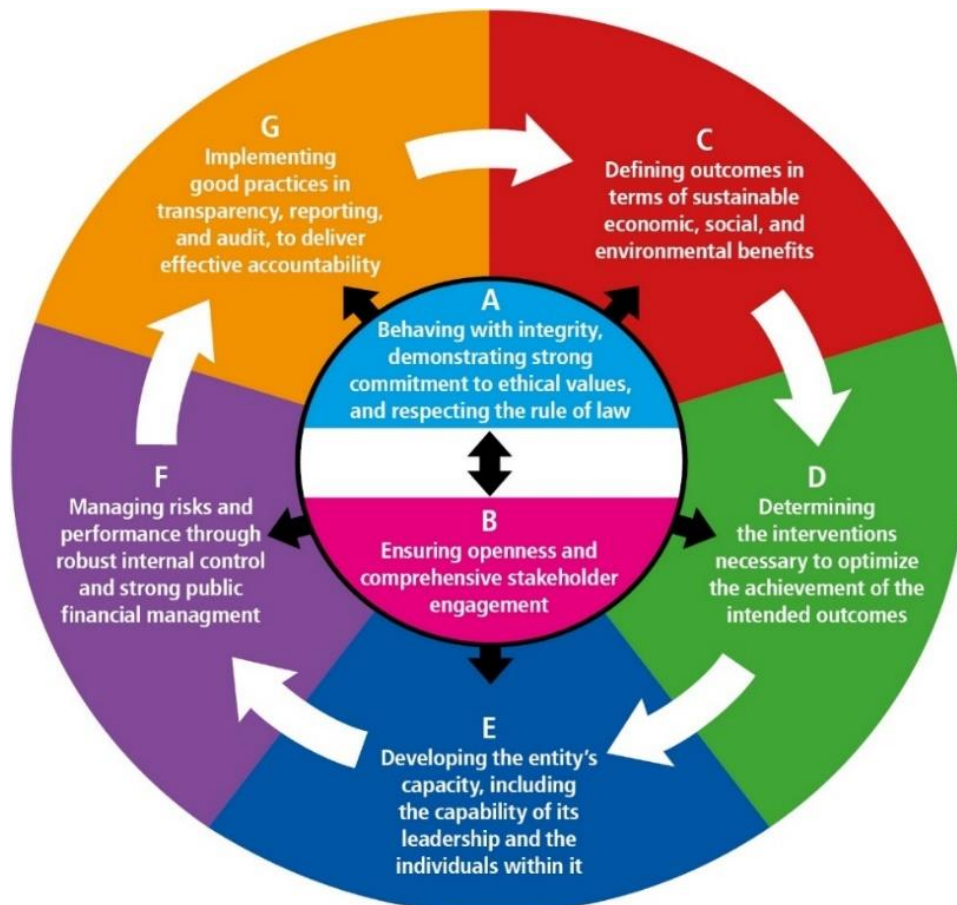 G
Implementing
good practices in
transparency, reporting,
and audit, to deliver
effective accountability
C
Defining outcomes in
terms of sustainable
economic, social, and
environmental benefits
A
Behaving with integrity,
demonstrating strong
commitment to ethical values,
and respecting the rule of law
B
Ensuring openness and
comprehensive stakeholder
engagement
F
Managing risks and
performance through
robust internal control
and strong public
financial managment
D
Determining
the interventions
necessary to optimize
the achievement of the
intended outcomes
E
Developing the entity's
capacity, including
the capability of its
leadership and the
individuals within it